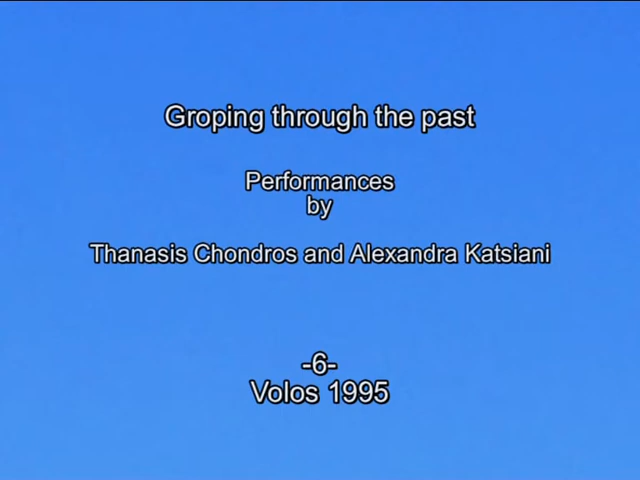 Groping through the past
Performances
by
Thanasis Chondros and Alexandra Katsiani
-6-
Volos 1995